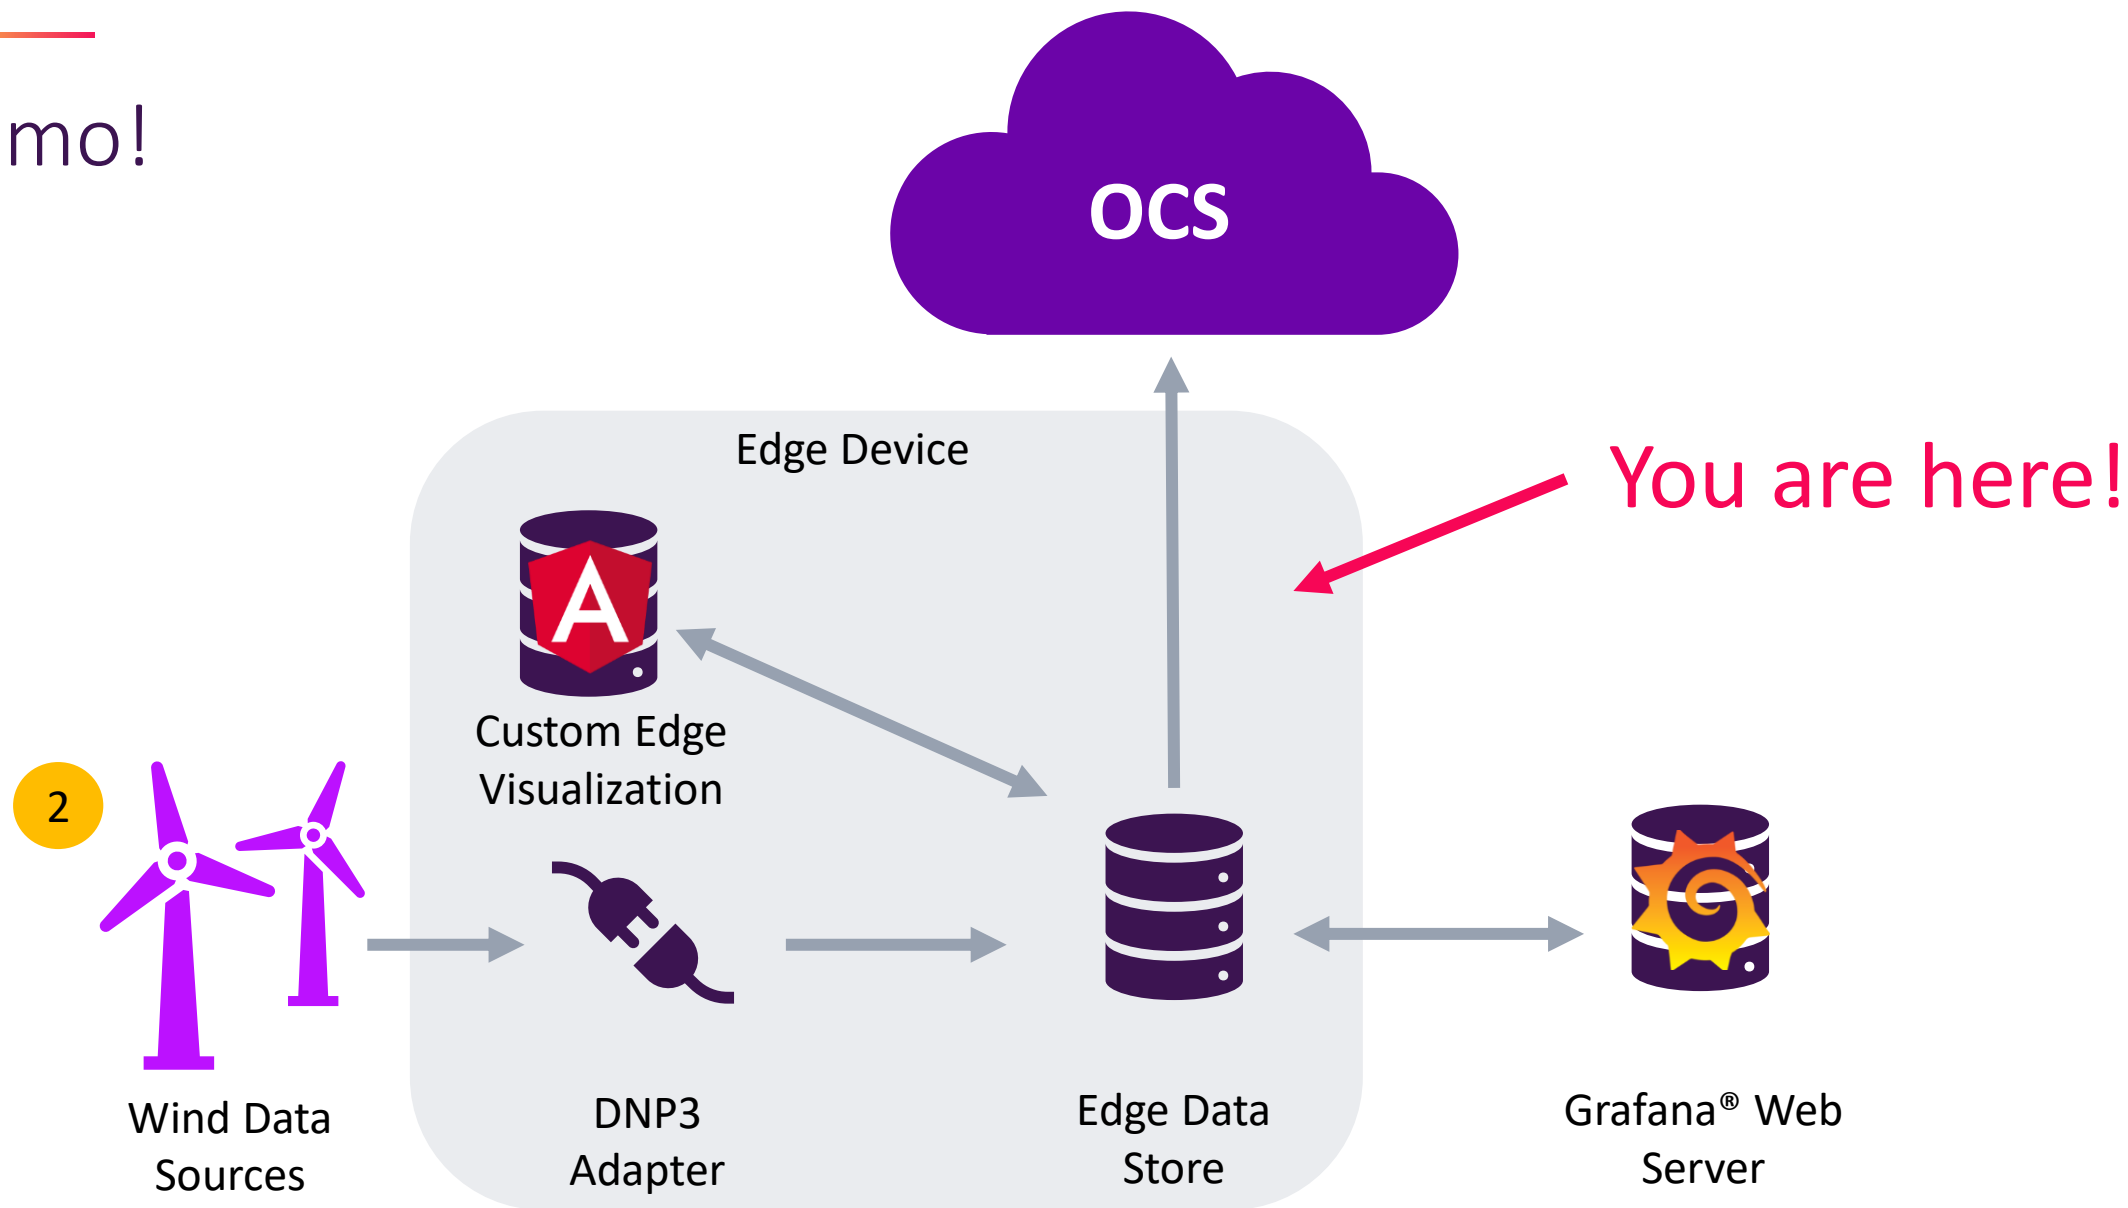 mo!
OCS
Edge Device
You are here!
Custom Edge
Visualization
2
Wind Data
Sources
DNP3
Adapter
Edge Data
Store
Grafana® Web
Server